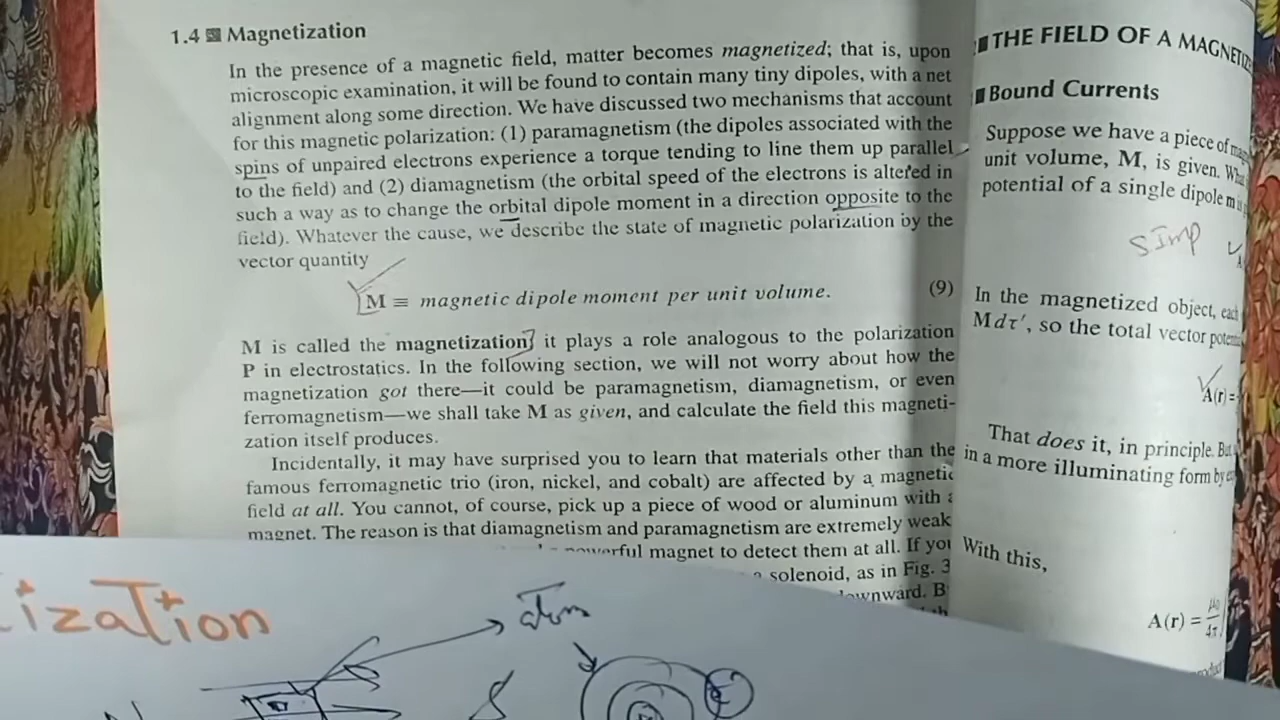 1.4 Magnetization
In the presence of a magnetic field, matter becomes magnetized; that is, upon
microscopic examination, it will be found to contain many tiny dipoles, with a net
alignment along some direction. We have discussed two mechanisms that account
for this magnetic polarization: (1) paramagnetism (the dipoles associated with the
spins of unpaired electrons experience a torque tending to line them up parallel
to the field) and (2) diamagnetism (the orbital speed of the electrons is altered in
such a way as to change the orbital dipole moment in a direction opposite to the
field). Whatever the cause, we describe the state of magnetic polarization by the
vector quantity
M ≡ magnetic dipole moment per unit volume. (9)
M is called the magnetization; it plays a role analogous to the polarization
P in electrostatics. In the following section, we will not worry about how the
magnetization got there—it could be paramagnetism, diamagnetism, or even
ferromagnetism—we shall take M as given, and calculate the field this magneti-
zation itself produces.
Incidentally, it may have surprised you to learn that materials other than the
famous ferromagnetic trio (iron, nickel, and cobalt) are affected by a magnetic
field at all. You cannot, of course, pick up a piece of wood or aluminum with a
magnet. The reason is that diamagnetism and paramagnetism are extremely weak
powerful magnet to detect them at all. If you
solenoid, as in Fig. 3
downward. B
THE FIELD OF A MAGNETIZ
Bound Currents
Suppose we have a piece of
unit volume, M, is given.
potential of a single dipole m
SImp
In the magnetized object, each
Mdτ′, so the total vector
A(r) =
That does it, in principle. But
in a more illuminating form by
With this,
A(r) = μ0/4π
ization
atom
S